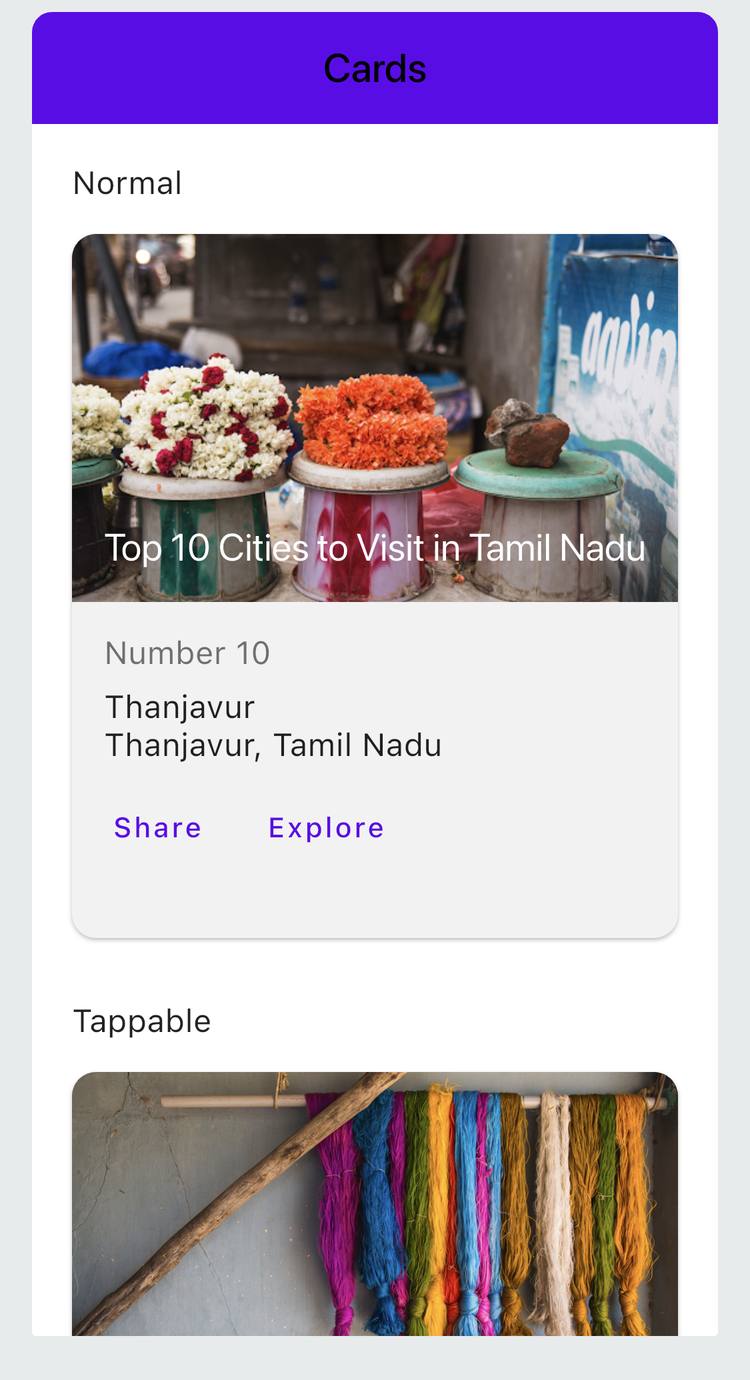 Cards
Normal
Top 10 Cities to Visit in Tamil Nadu
Number 10
Thanjavur
Thanjavur, Tamil Nadu
Share Explore
Tappable